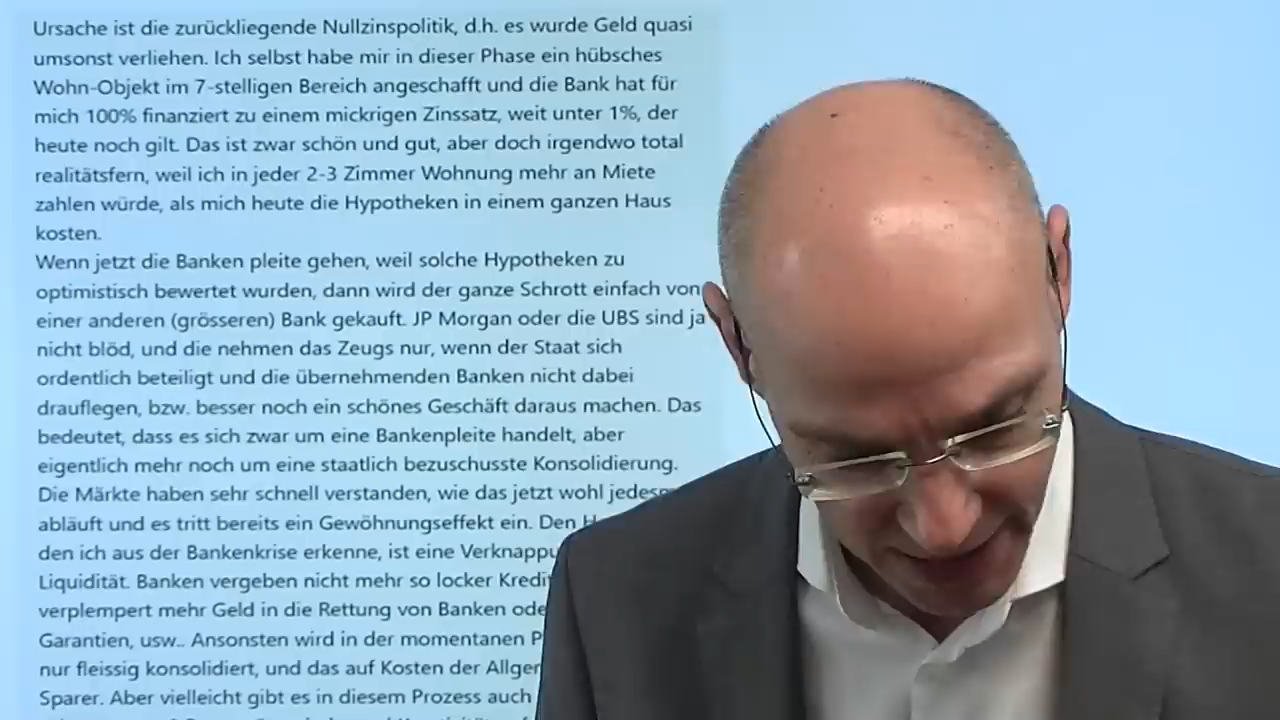 Ursache ist die zurückliegende Nullzinspolitik, d.h. es wurde Geld quasi
umsonst verliehen. Ich selbst habe mir in dieser Phase ein hübsches
Wohn-Objekt im 7-stelligen Bereich angeschafft und die Bank hat für
mich 100% finanziert zu einem mickrigen Zinssatz, weit unter 1%, der
heute noch gilt. Das ist zwar schön und gut, aber doch irgendwo total
realitätsfern, weil ich in jeder 2-3 Zimmer Wohnung mehr an Miete
zahlen würde, als mich heute die Hypotheken in einem ganzen Haus
kosten.
Wenn jetzt die Banken pleite gehen, weil solche Hypotheken zu
optimistisch bewertet wurden, dann wird der ganze Schrott einfach von
einer anderen (grösseren) Bank gekauft. JP Morgan oder die UBS sind ja
nicht blöd, und die nehmen das Zeugs nur, wenn der Staat sich
ordentlich beteiligt und die übernehmenden Banken nicht dabei
drauflegen, bzw. besser noch ein schönes Geschäft daraus machen. Das
bedeutet, dass es sich zwar um eine Bankenpleite handelt, aber
eigentlich mehr noch um eine staatlich bezuschusste Konsolidierung.
Die Märkte haben sehr schnell verstanden, wie das jetzt wohl
abläuft und es tritt bereits ein Gewöhnungseffekt ein. Den
den ich aus der Bankenkrise erkenne, ist eine
Liquidität. Banken vergeben nicht mehr so locker
verplempert mehr Geld in die Rettung von Banken
Garantien, usw.. Ansonsten wird in der momentanen
nur fleissig konsolidiert, und das auf Kosten der
Sparer. Aber vielleicht gibt es in diesem Prozess auch